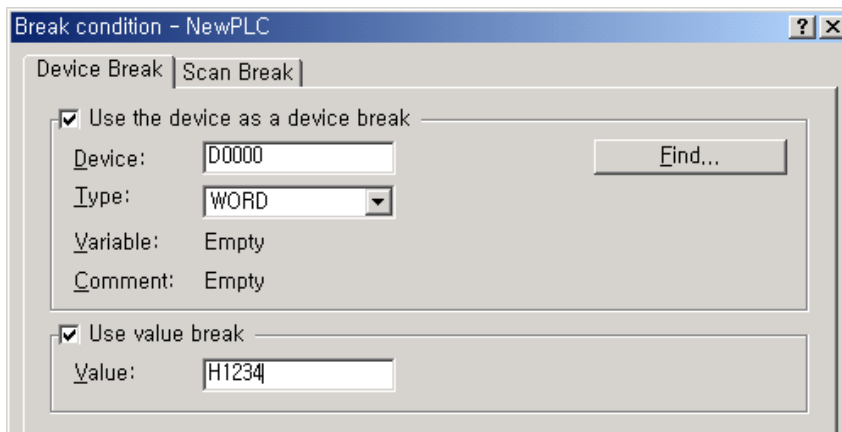 Break condition - NewPLC
Device Break Scan Break
Use the device as a device break
Device: D0000 Find...
Type: WORD
Variable: Empty
Comment: Empty
Use value break
Value: H1234